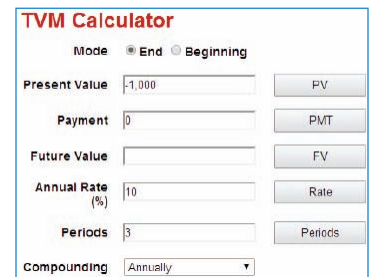 TVM Calculator
Mode End Beginning
Present Value -1,000 PV
Payment 0 PMT
Future Value FV
Annual Rate (%) 10 Rate
Periods 3 Periods
Compounding Annually